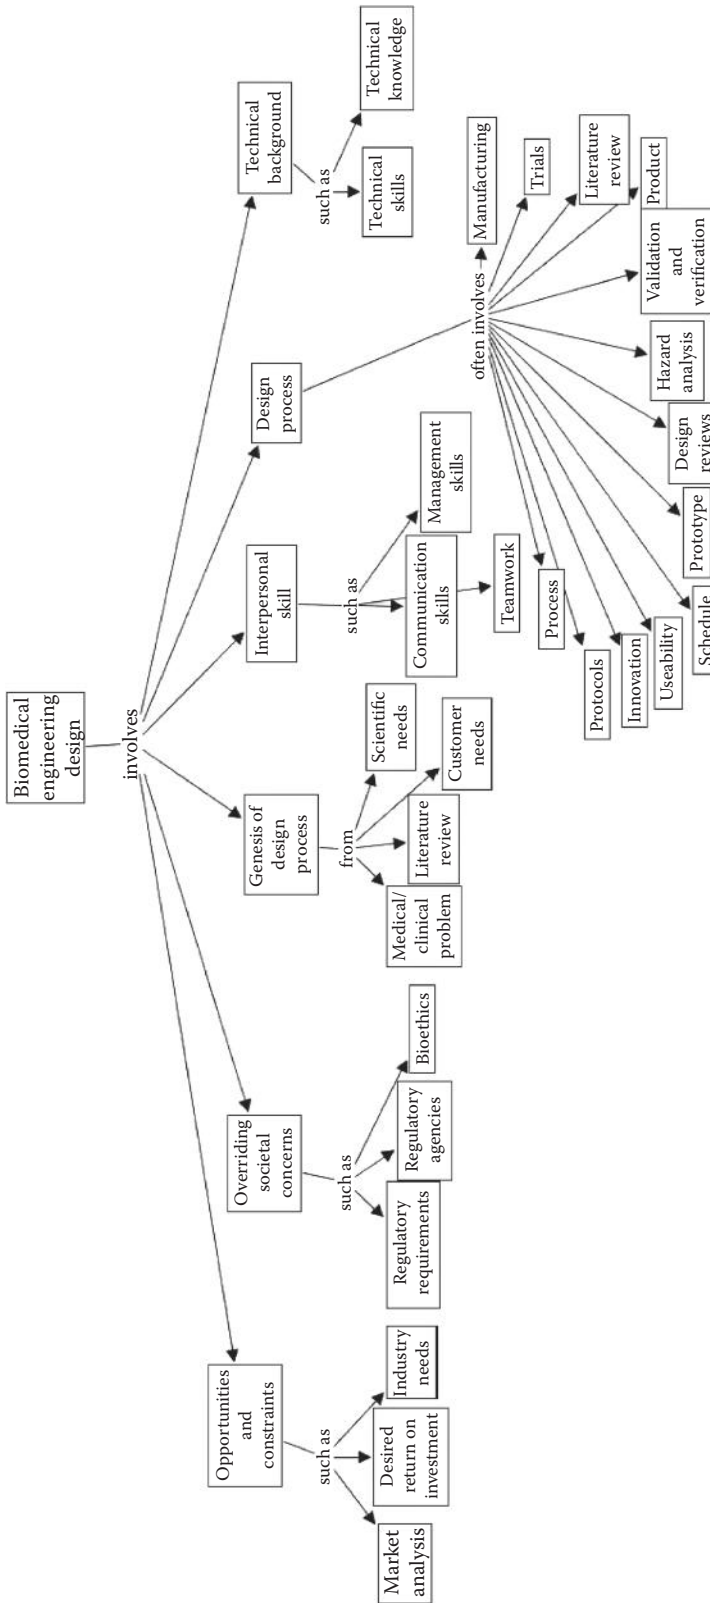 Biomedical
engineering
design
involves
Opportunities
and
constraints
Overriding
societal
concerns
Genesis of
design
process
Interpersonal
skill
Design
process
Technical
background
such as
Market
analysis
Desired
return on
investment
Industry
needs
such as
Regulatory
requirements
Regulatory
agencies
Bioethics
from
Medical/
clinical
problem
Literature
review
Customer
needs
Scientific
needs
such as
Communication
skills
Teamwork
Management
skills
often involves
Process
Protocols
Innovation
Useability
Schedule
Prototype
Design
reviews
Hazard
analysis
Validation
and
verification
Product
Literature
review
Trials
Manufacturing
such as
Technical
skills
Technical
knowledge